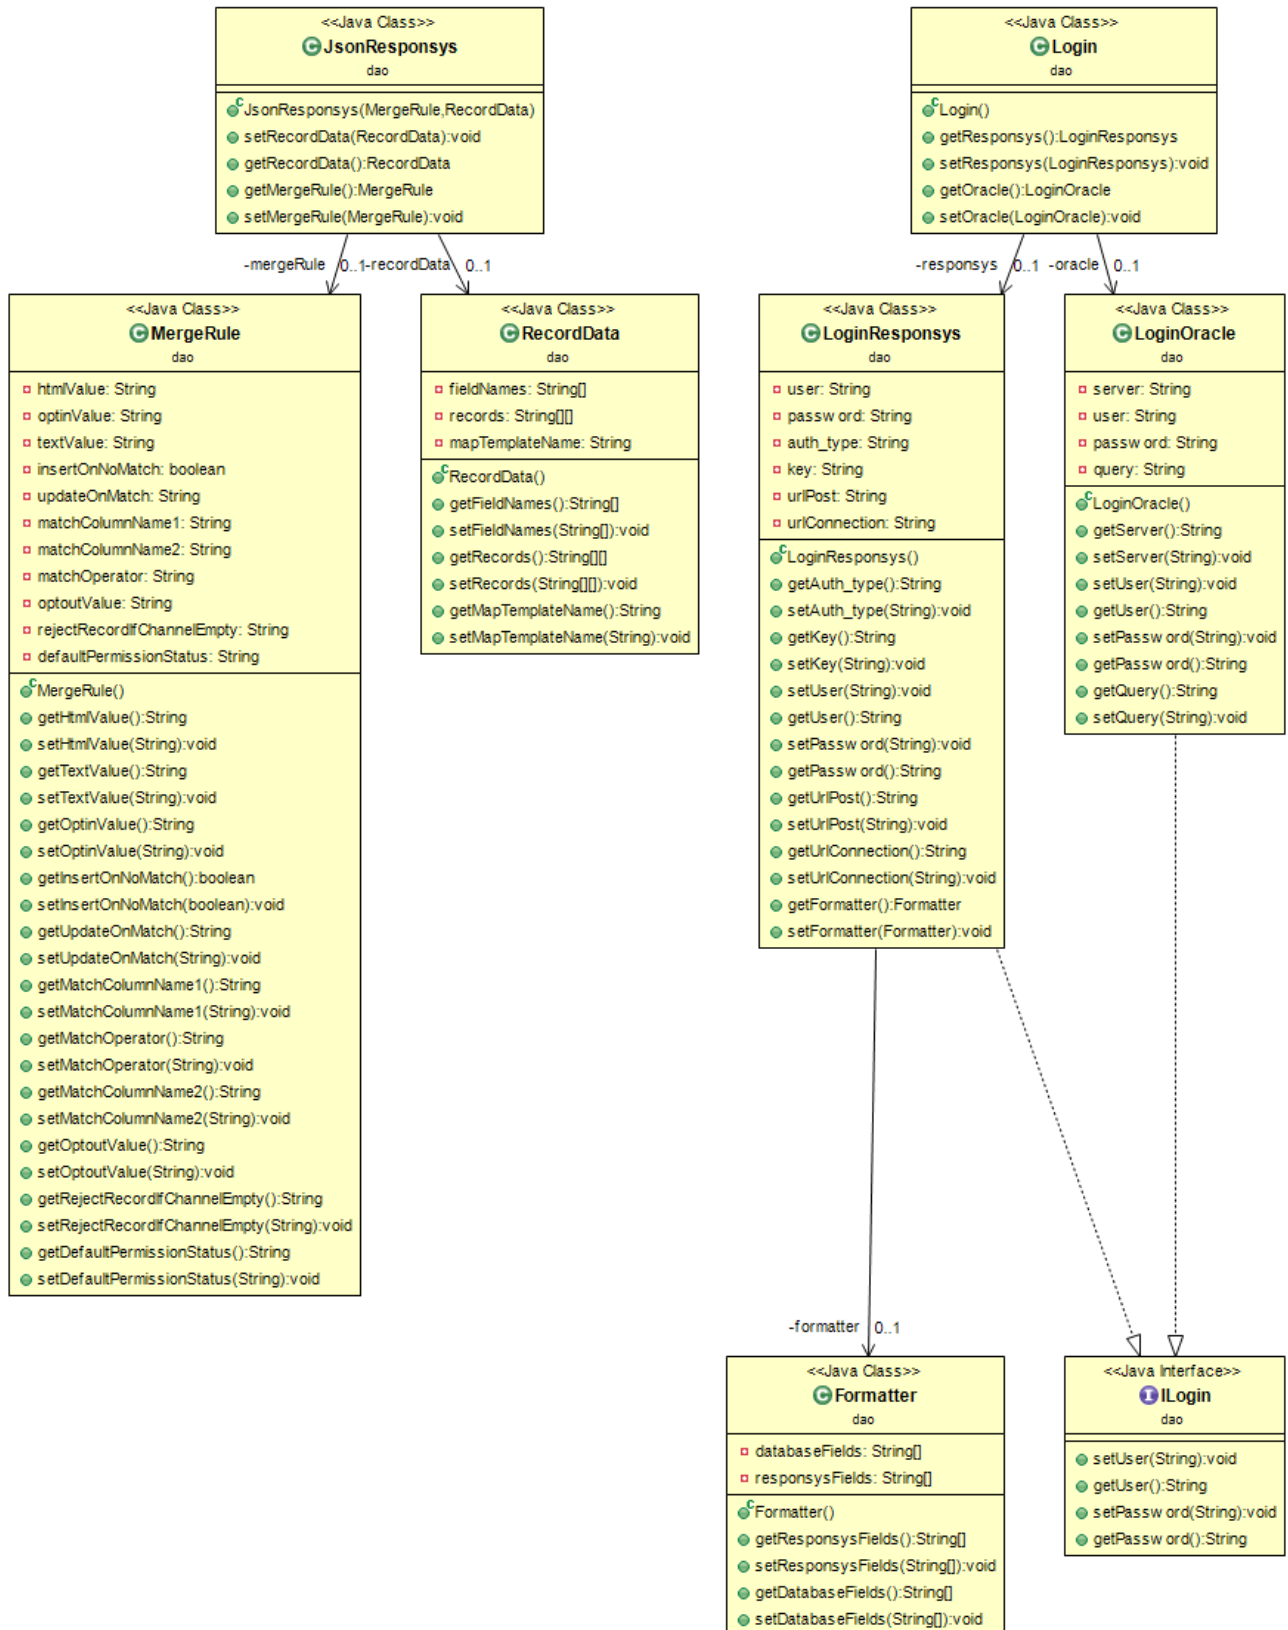 <<Java Class>>
JsonResponsys
dao
JsonResponsys(MergeRule,RecordData)
setRecordData(RecordData):void
getRecordData():RecordData
getMergeRule():MergeRule
setMergeRule(MergeRule):void
<<Java Class>>
Login
dao
Login()
getResponsys():LoginResponsys
setResponsys(LoginResponsys):void
getOracle():LoginOracle
setOracle(LoginOracle):void
-mergeRule 0..1
-recordData 0..1
-responsys 0..1
-oracle 0..1
<<Java Class>>
MergeRule
dao
htmlValue: String
optinValue: String
textValue: String
insertOnNoMatch: boolean
updateOnMatch: String
matchColumnName1: String
matchColumnName2: String
matchOperator: String
optoutValue: String
rejectRecordIfChannelEmpty: String
defaultPermissionStatus: String
MergeRule()
getHtmlValue():String
setHtmlValue(String):void
getTextValue():String
setTextValue(String):void
getOptinValue():String
setOptinValue(String):void
getInsertOnNoMatch():boolean
setInsertOnNoMatch(boolean):void
getUpdateOnMatch():String
setUpdateOnMatch(String):void
getMatchColumnName1():String
setMatchColumnName1(String):void
getMatchOperator():String
setMatchOperator(String):void
getMatchColumnName2():String
setMatchColumnName2(String):void
getOptoutValue():String
setOptoutValue(String):void
getRejectRecordIfChannelEmpty():String
setRejectRecordIfChannelEmpty(String):void
getDefaultPermissionStatus():String
setDefaultPermissionStatus(String):void
<<Java Class>>
RecordData
dao
fieldNames: String[]
records: String[][]
mapTemplateName: String
RecordData()
getFieldNames():String[]
setFieldNames(String[]):void
getRecords():String[][]
setRecords(String[][]):void
getMapTemplateName():String
setMapTemplateName(String):void
<<Java Class>>
LoginResponsys
dao
user: String
password: String
auth_type: String
key: String
urlPost: String
urlConnection: String
LoginResponsys()
getAuth_type():String
setAuth_type(String):void
getKey():String
setKey(String):void
setUser(String):void
getUser():String
setPassword(String):void
getPassword():String
getUrlPost():String
setUrlPost(String):void
getUrlConnection():String
setUrlConnection(String):void
getFormatter():Formatter
setFormatter(Formatter):void
<<Java Class>>
LoginOracle
dao
server: String
user: String
password: String
query: String
LoginOracle()
getServer():String
setServer(String):void
setUser(String):void
getUser():String
setPassword(String):void
getPassword():String
getQuery():String
setQuery(String):void
-formatter 0..1
<<Java Class>>
Formatter
dao
databaseFields: String[]
responsysFields: String[]
Formatter()
getResponsysFields():String[]
setResponsysFields(String[]):void
getDatabaseFields():String[]
setDatabaseFields(String[]):void
<<Java Interface>>
ILogin
dao
setUser(String):void
getUser():String
setPassword(String):void
getPassword():String